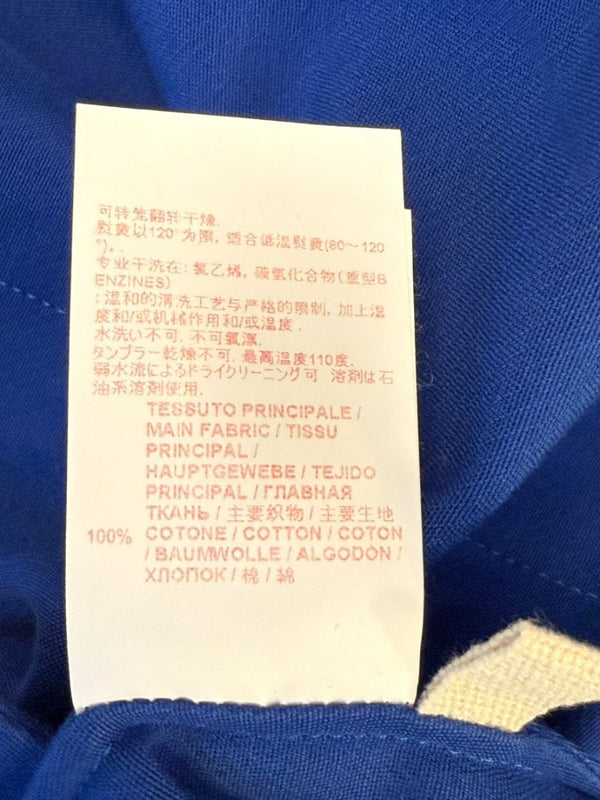 可转笼翻转干燥.
熨烫以120°为限, 适合低温熨烫(80～120
°).
专业干洗在: 氯乙烯, 碳氢化合物(重型B
ENZINES)
: 温和的清洗工艺与严格的限制, 加上温
度和/或机械作用和/或温度.
水洗い不可. 不可氯漂.
タンブラー乾燥不可. 最高温度110度.
弱水流によるドライクリーニング可 溶剤は石
油系溶剤使用.
TESSUTO PRINCIPALE /
MAIN FABRIC / TISSU
PRINCIPAL /
HAUPTGEWEBE / TEJIDO
PRINCIPAL / ГЛАВНАЯ
ТКАНЬ / 主要織物 / 主要生地
100% COTONE / COTTON / COTON
/ BAUMWOLLE / ALGODÓN /
ХЛОПОК / 棉 / 綿